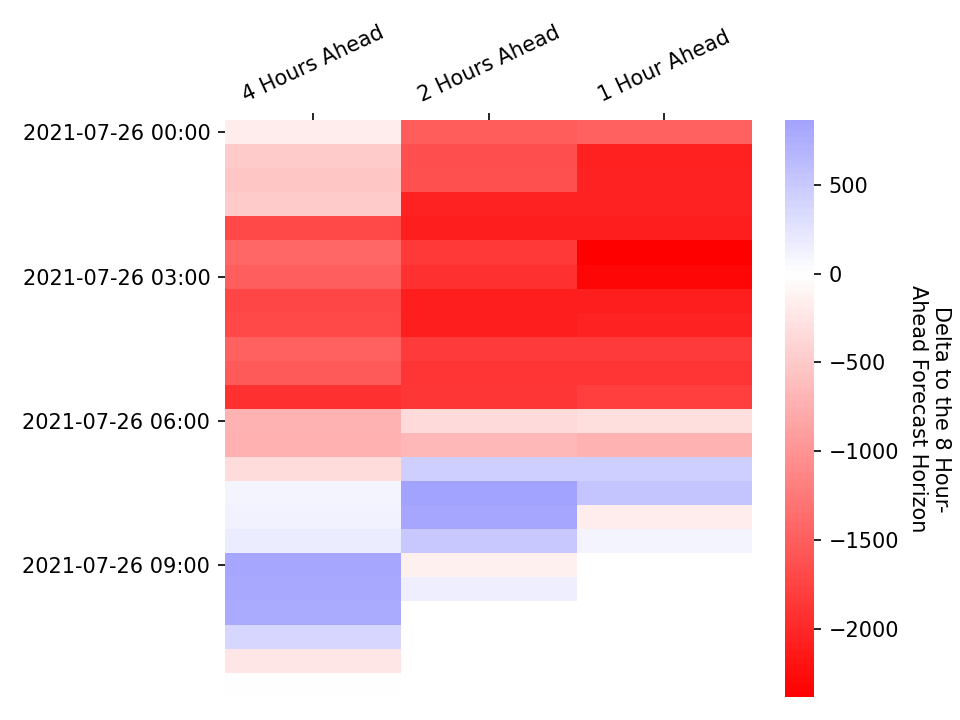 4 Hours Ahead
2 Hours Ahead
1 Hour Ahead
2021-07-26 00:00
2021-07-26 03:00
2021-07-26 06:00
2021-07-26 09:00
500
0
−500
−1000
−1500
−2000
Delta to the 8 Hour-
Ahead Forecast Horizon